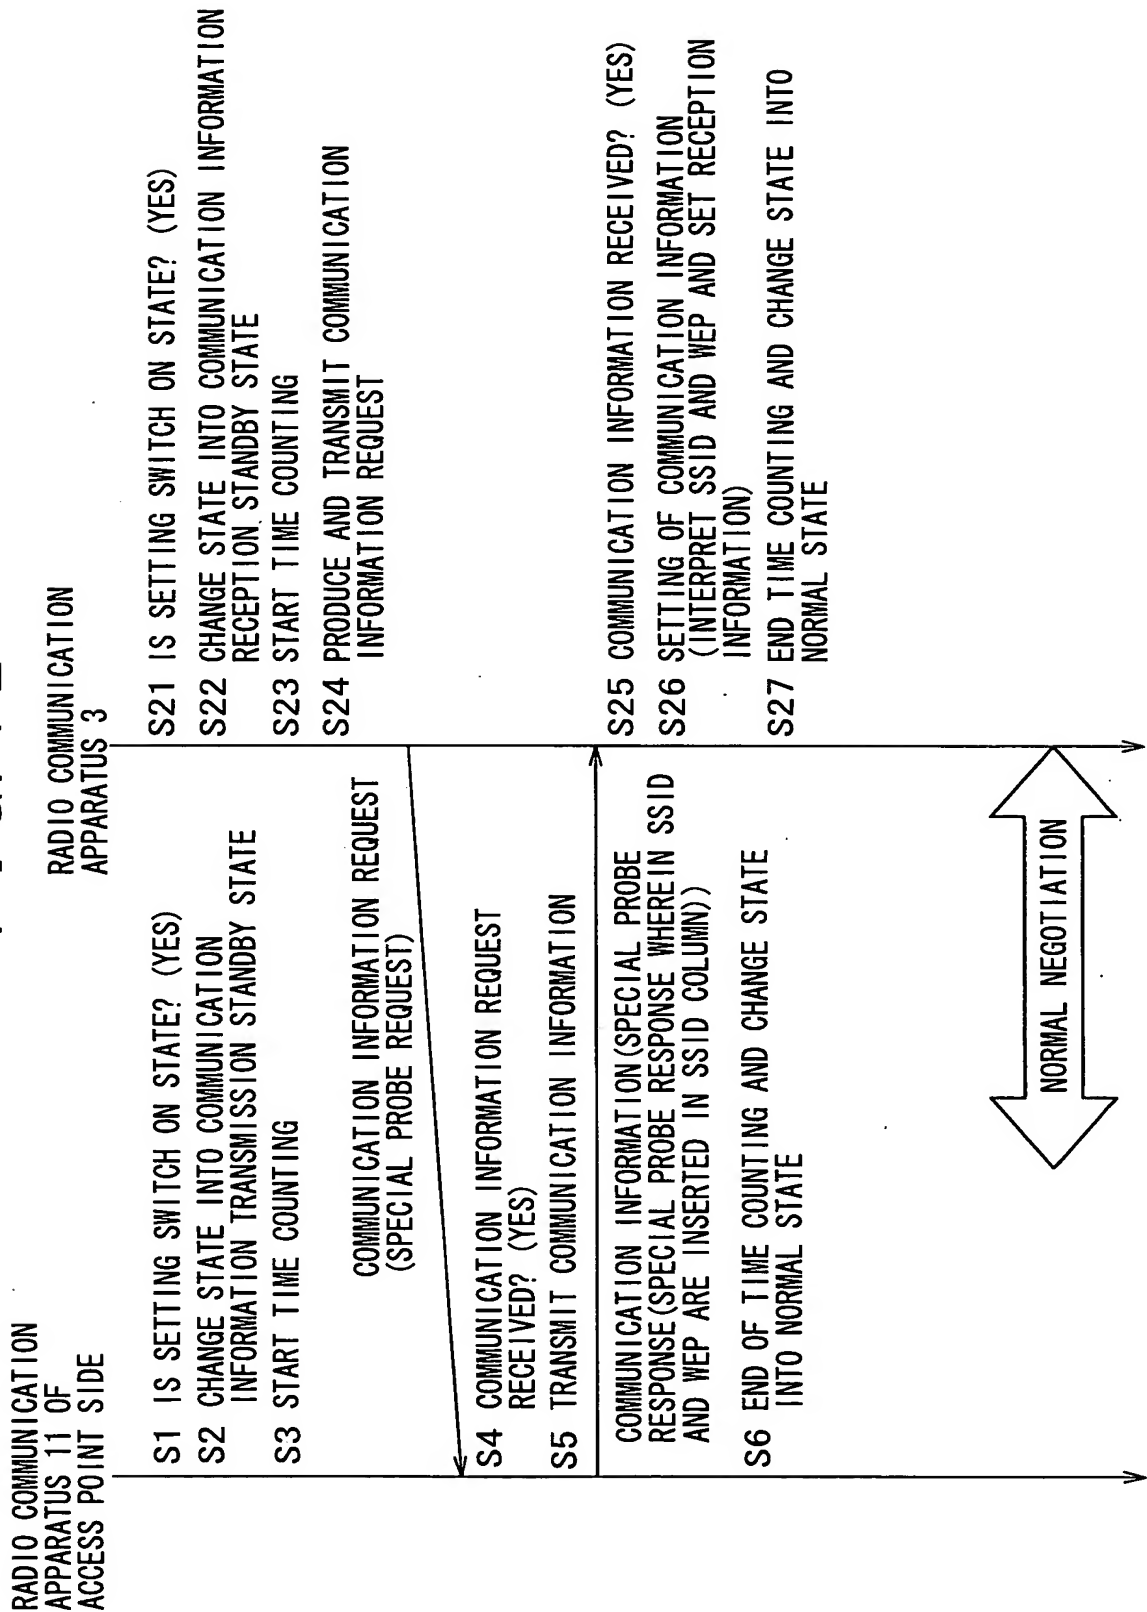 RADIO COMMUNICATION
APPARATUS 11 OF
ACCESS POINT SIDE
RADIO COMMUNICATION
APPARATUS 3
S1 IS SETTING SWITCH ON STATE? (YES)
S2 CHANGE STATE INTO COMMUNICATION
INFORMATION TRANSMISSION STANDBY STATE
S3 START TIME COUNTING
S21 IS SETTING SWITCH ON STATE? (YES)
S22 CHANGE STATE INTO COMMUNICATION INFORMATION
RECEPTION STANDBY STATE
S23 START TIME COUNTING
S24 PRODUCE AND TRANSMIT COMMUNICATION
INFORMATION REQUEST
COMMUNICATION INFORMATION REQUEST
(SPECIAL PROBE REQUEST)
S4 COMMUNICATION INFORMATION REQUEST
RECEIVED? (YES)
S5 TRANSMIT COMMUNICATION INFORMATION
COMMUNICATION INFORMATION(SPECIAL PROBE
RESPONSE(SPECIAL PROBE RESPONSE WHEREIN SSID
AND WEP ARE INSERTED IN SSID COLUMN))
S6 END OF TIME COUNTING AND CHANGE STATE
INTO NORMAL STATE
S25 COMMUNICATION INFORMATION RECEIVED? (YES)
S26 SETTING OF COMMUNICATION INFORMATION
(INTERPRET SSID AND WEP AND SET RECEPTION
INFORMATION)
S27 END TIME COUNTING AND CHANGE STATE INTO
NORMAL STATE
NORMAL NEGOTIATION